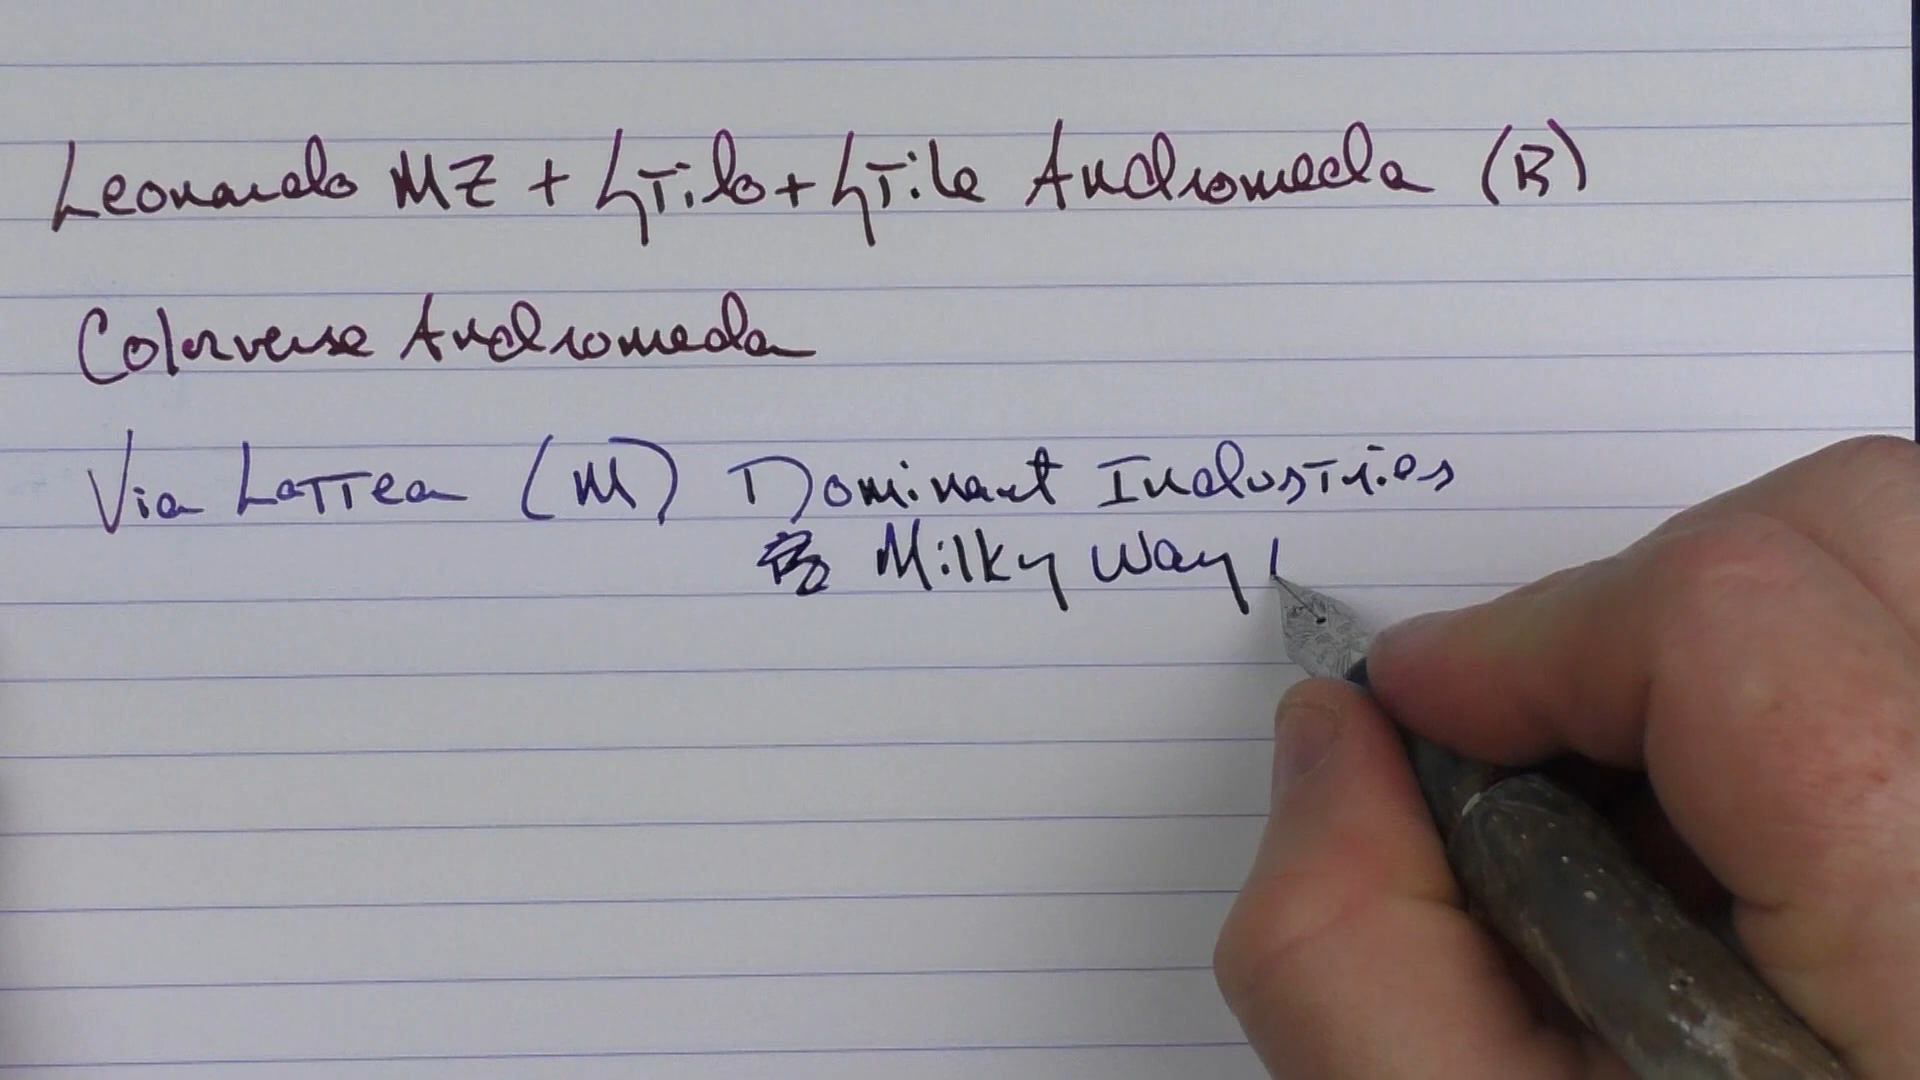 Leonardo MZ + STilo + STile Andromeda (B)
Colorverse Andromeda
Via Lattea (M) Dominant Industries
Milky Way